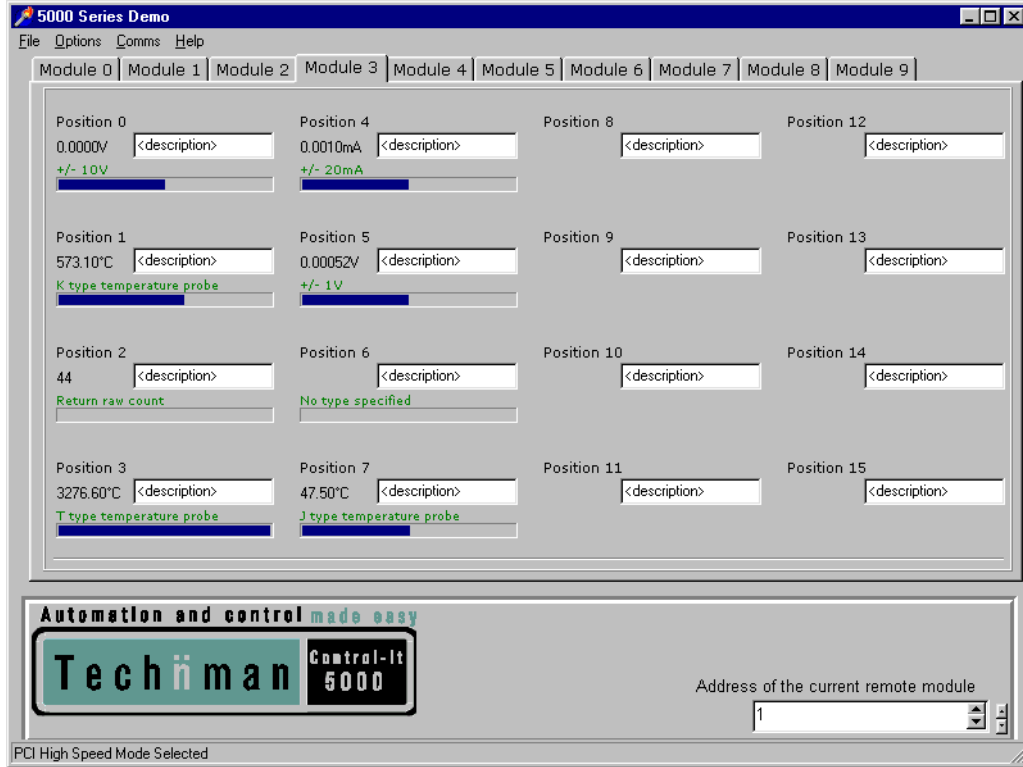 5000 Series Demo
File Options Comms Help
Module 0 Module 1 Module 2 Module 3 Module 4 Module 5 Module 6 Module 7 Module 8 Module 9
Position 0
0.0000V <description>
+/- 10V
Position 4
0.0010mA <description>
+/- 20mA
Position 8
<description>
Position 12
<description>
Position 1
573.10°C <description>
K type temperature probe
Position 5
0.00052V <description>
+/- 1V
Position 9
<description>
Position 13
<description>
Position 2
44 <description>
Return raw count
Position 6
<description>
No type specified
Position 10
<description>
Position 14
<description>
Position 3
3276.60°C <description>
T type temperature probe
Position 7
47.50°C <description>
J type temperature probe
Position 11
<description>
Position 15
<description>
Automation and control made easy
Techn̈man
Control-It
5000
Address of the current remote module
1
PCI High Speed Mode Selected